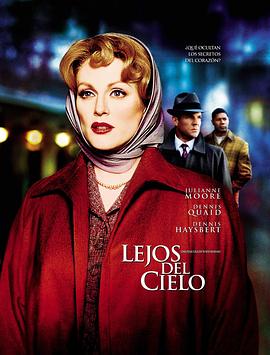 ¿QUÉ OCULTAN
LOS SECRETOS
DEL CORAZÓN?
JULIANNE
MOORE
DENNIS
QUAID
DENNIS
HAYSBERT
LEJOS
DEL
CIELO